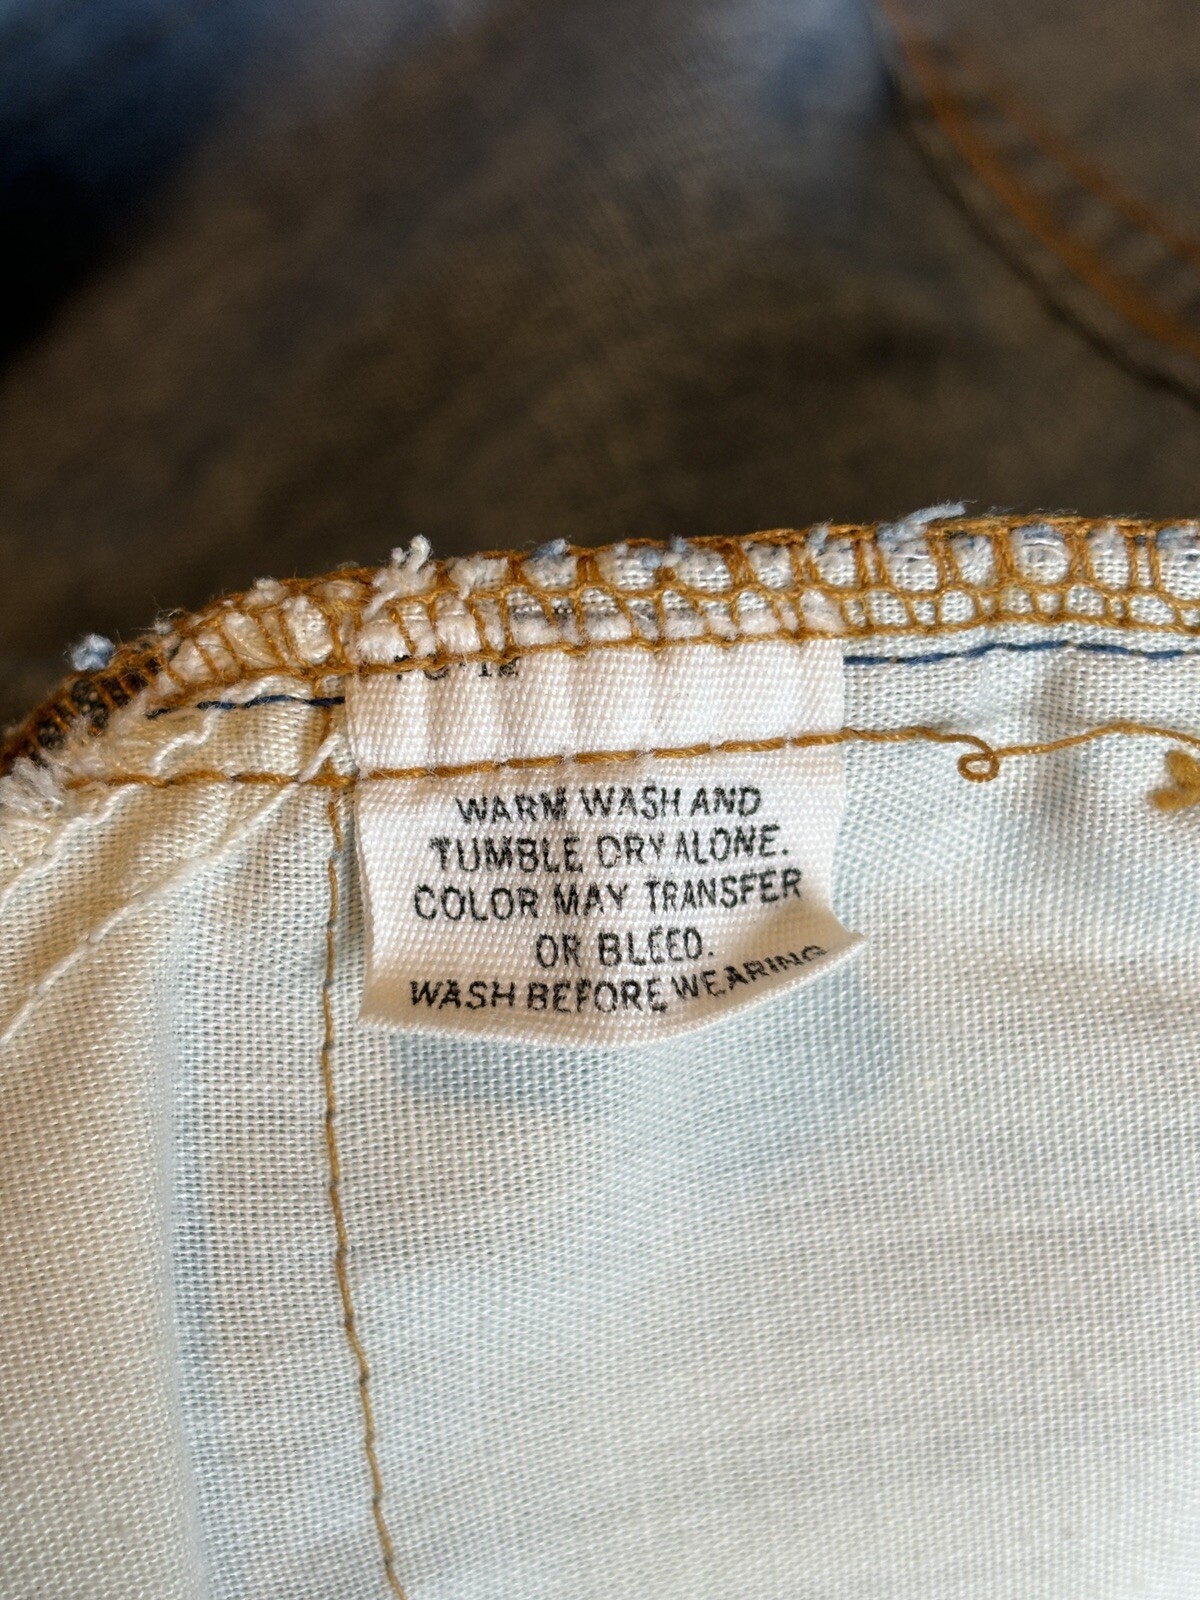 WARM WASH AND
TUMBLE DRY ALONE.
COLOR MAY TRANSFER
OR BLEED.
WASH BEFORE WEARING